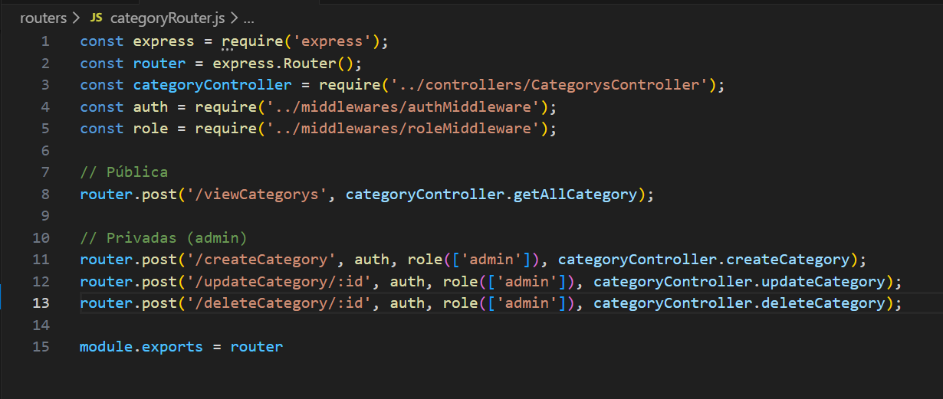 routers > JS categoryRouter.js > ...
1 const express = require('express');
2 const router = express.Router();
3 const categoryController = require('../controllers/CategorysController');
4 const auth = require('../middlewares/authMiddleware');
5 const role = require('../middlewares/roleMiddleware');
6
7 // Pública
8 router.post('/viewCategorys', categoryController.getAllCategory);
9
10 // Privadas (admin)
11 router.post('/createCategory', auth, role(['admin']), categoryController.createCategory);
12 router.post('/updateCategory/:id', auth, role(['admin']), categoryController.updateCategory);
13 router.post('/deleteCategory/:id', auth, role(['admin']), categoryController.deleteCategory);
14
15 module.exports = router